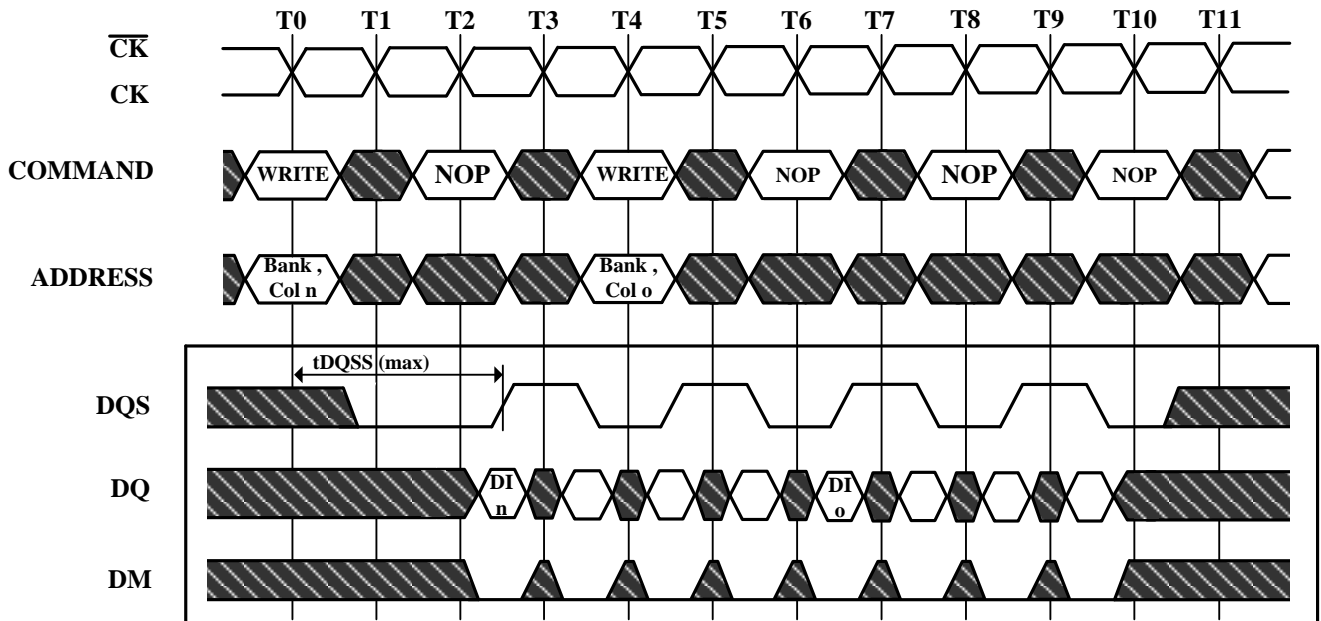 T0 T1 T2 T3 T4 T5 T6 T7 T8 T9 T10 T11
CK
CK
COMMAND
WRITE NOP WRITE NOP NOP NOP
ADDRESS
Bank , Bank ,
Col n Col o
tDQSS (max)
DQS
DQ
DI DI
n o
DM